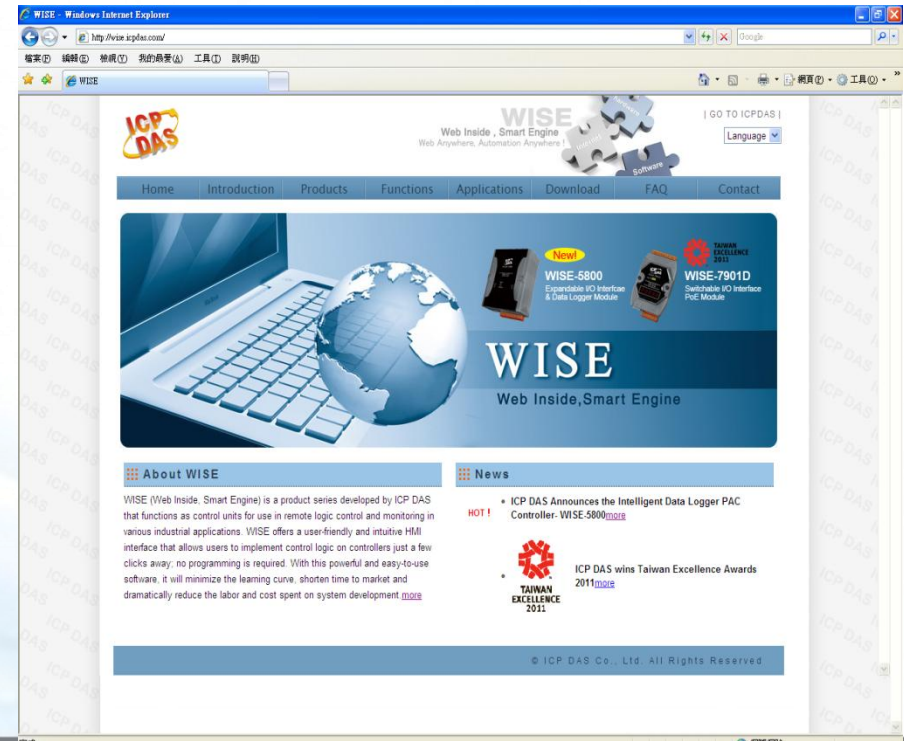 WISE - Windows Internet Explorer
http://wise.icpdas.com/
Google
檔案(F) 編輯(E) 檢視(V) 我的最愛(A) 工具(T) 說明(H)
WISE
網頁(P) 工具(O)
ICP DAS
WISE
Web Inside , Smart Engine
Web Anywhere, Automation Anywhere !
Hardware
Internet
Software
| GO TO ICPDAS |
Language
Home Introduction Products Functions Applications Download FAQ Contact
New!
WISE-5800
Expandable I/O Interfcae
& Data Logger Module
TAIWAN
EXCELLENCE
2011
WISE-7901D
Switchable I/O Interface
PoE Module
WISE
Web Inside,Smart Engine
About WISE
WISE (Web Inside, Smart Engine) is a product series developed by ICP DAS
that functions as control units for use in remote logic control and monitoring in
various industrial applications. WISE offers a user-friendly and intuitive HMI
interface that allows users to implement control logic on controllers just a few
clicks away; no programming is required. With this powerful and easy-to-use
software, it will minimize the learning curve, shorten time to market and
dramatically reduce the labor and cost spent on system development more
News
HOT !
ICP DAS Announces the Intelligent Data Logger PAC
Controller- WISE-5800more
TAIWAN
EXCELLENCE
2011
ICP DAS wins Taiwan Excellence Awards
2011more
© ICP DAS Co., Ltd. All Rights Reserved